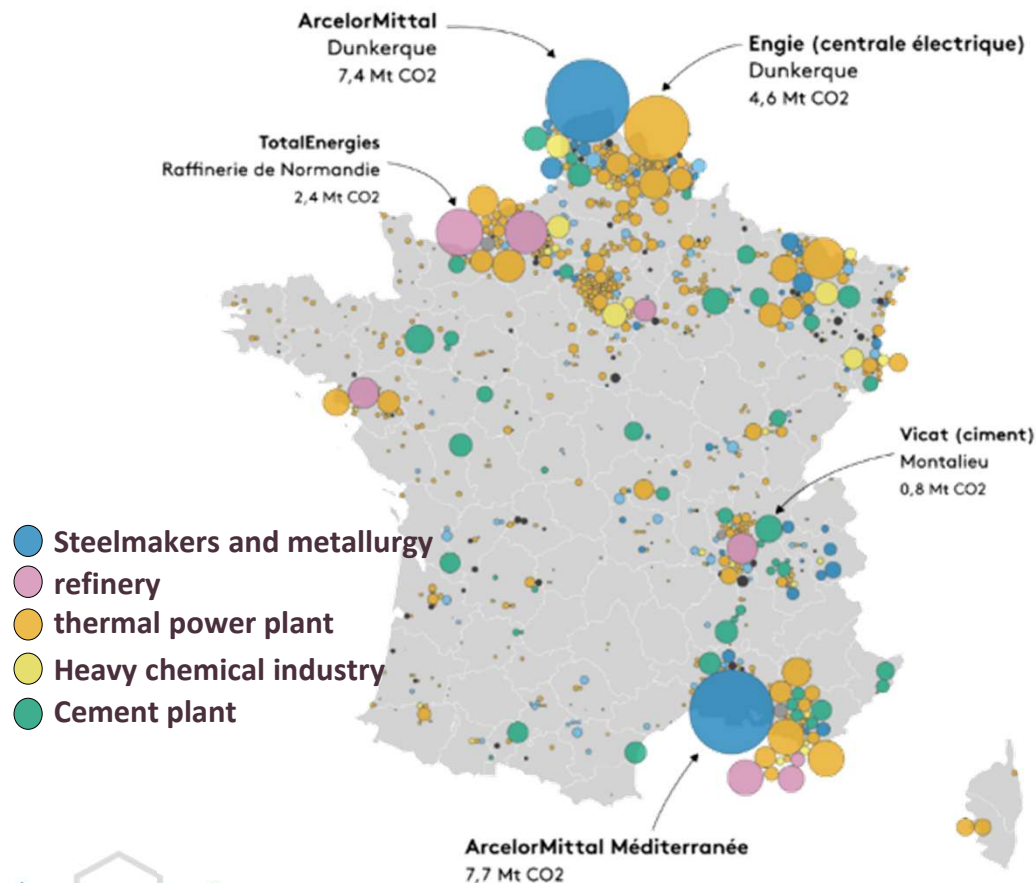 ArcelorMittal
Dunkerque
7,4 Mt CO2
Engie (centrale électrique)
Dunkerque
4,6 Mt CO2
TotalEnergies
Raffinerie de Normandie
2,4 Mt CO2
Vicat (ciment)
Montalieu
0,8 Mt CO2
Steelmakers and metallurgy
refinery
thermal power plant
Heavy chemical industry
Cement plant
ArcelorMittal Méditerranée
7,7 Mt CO2